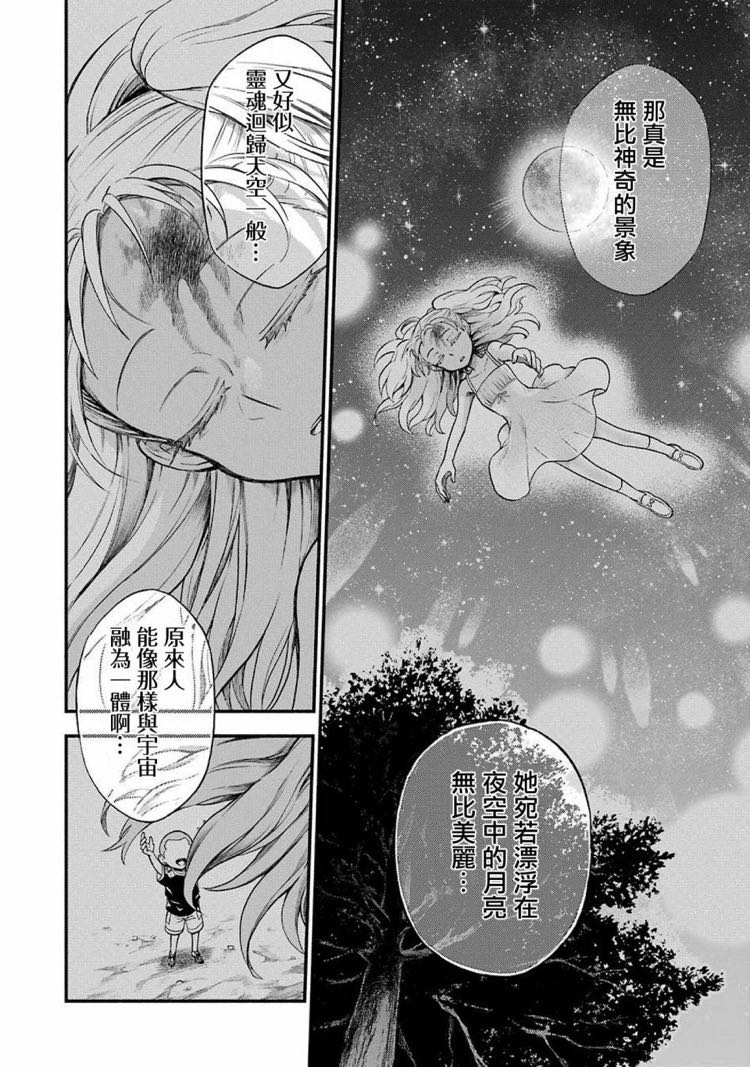 那真是
無比神奇的景象
她宛若漂浮在
夜空中的月亮
無比美麗…
又好似
靈魂迴歸天空一般…
原來人
能像那樣與宇宙
融為一體啊…